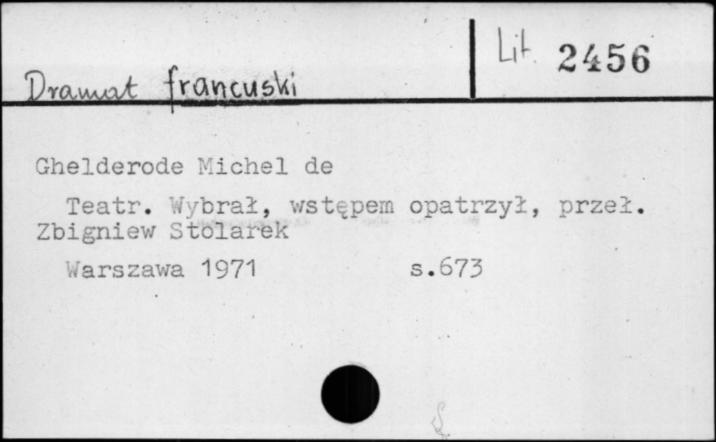 Lit 2456
Dramat francuski
Ghelderode Michel de
Teatr. Wybrał, wstępem opatrzył, przeł.
Zbigniew Stolarek
Warszawa 1971 s.673